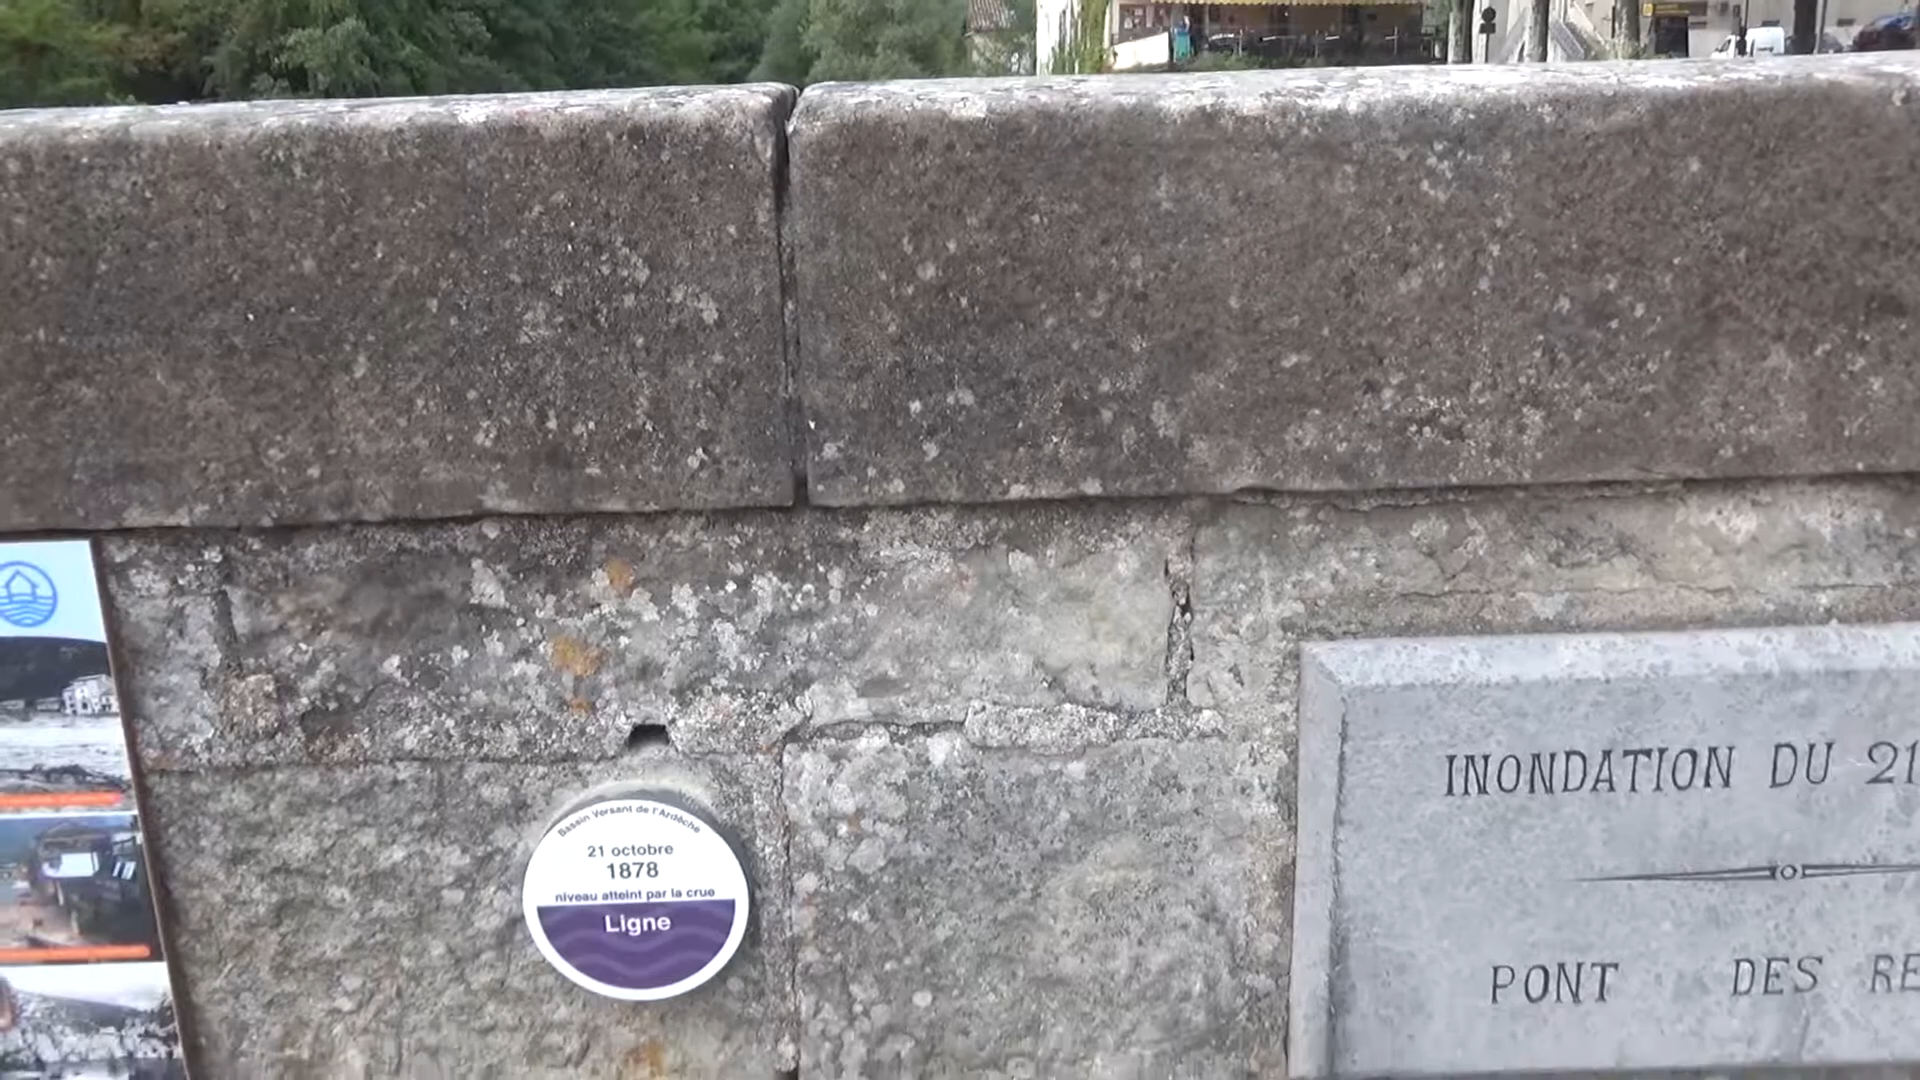 Bassin Versant de l'Ardèche
21 octobre
1878
niveau atteint par la crue
Ligne
INONDATION DU 21
PONT DES RE